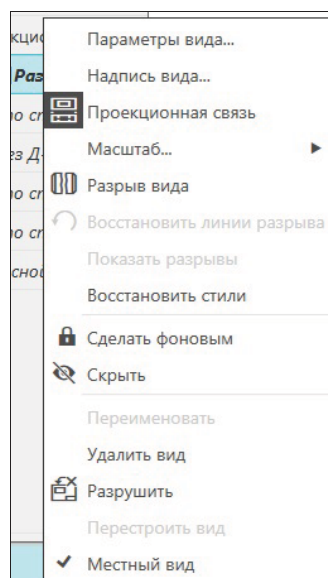 Параметры вида...
Надпись вида...
Раз
Проекционная связь
Масштаб...
Разрыв вида
Восстановить линии разрыва
Показать разрывы
Восстановить стили
Сделать фоновым
Скрыть
Переименовать
Удалить вид
Разрушить
Перестроить вид
Местный вид